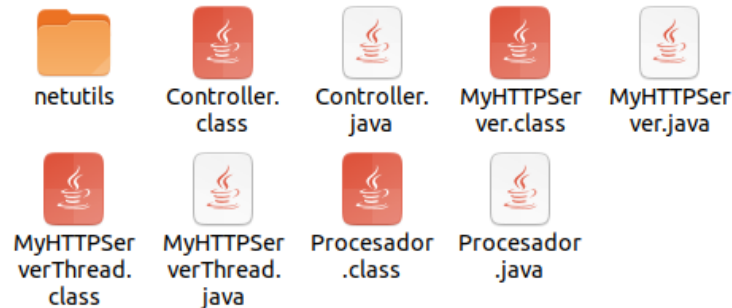 netutils
Controller.
class
Controller.
java
MyHTTPSer
ver.class
MyHTTPSer
ver.java
MyHTTPSer
verThread.
class
MyHTTPSer
verThread.
java
Procesador
.class
Procesador
.java